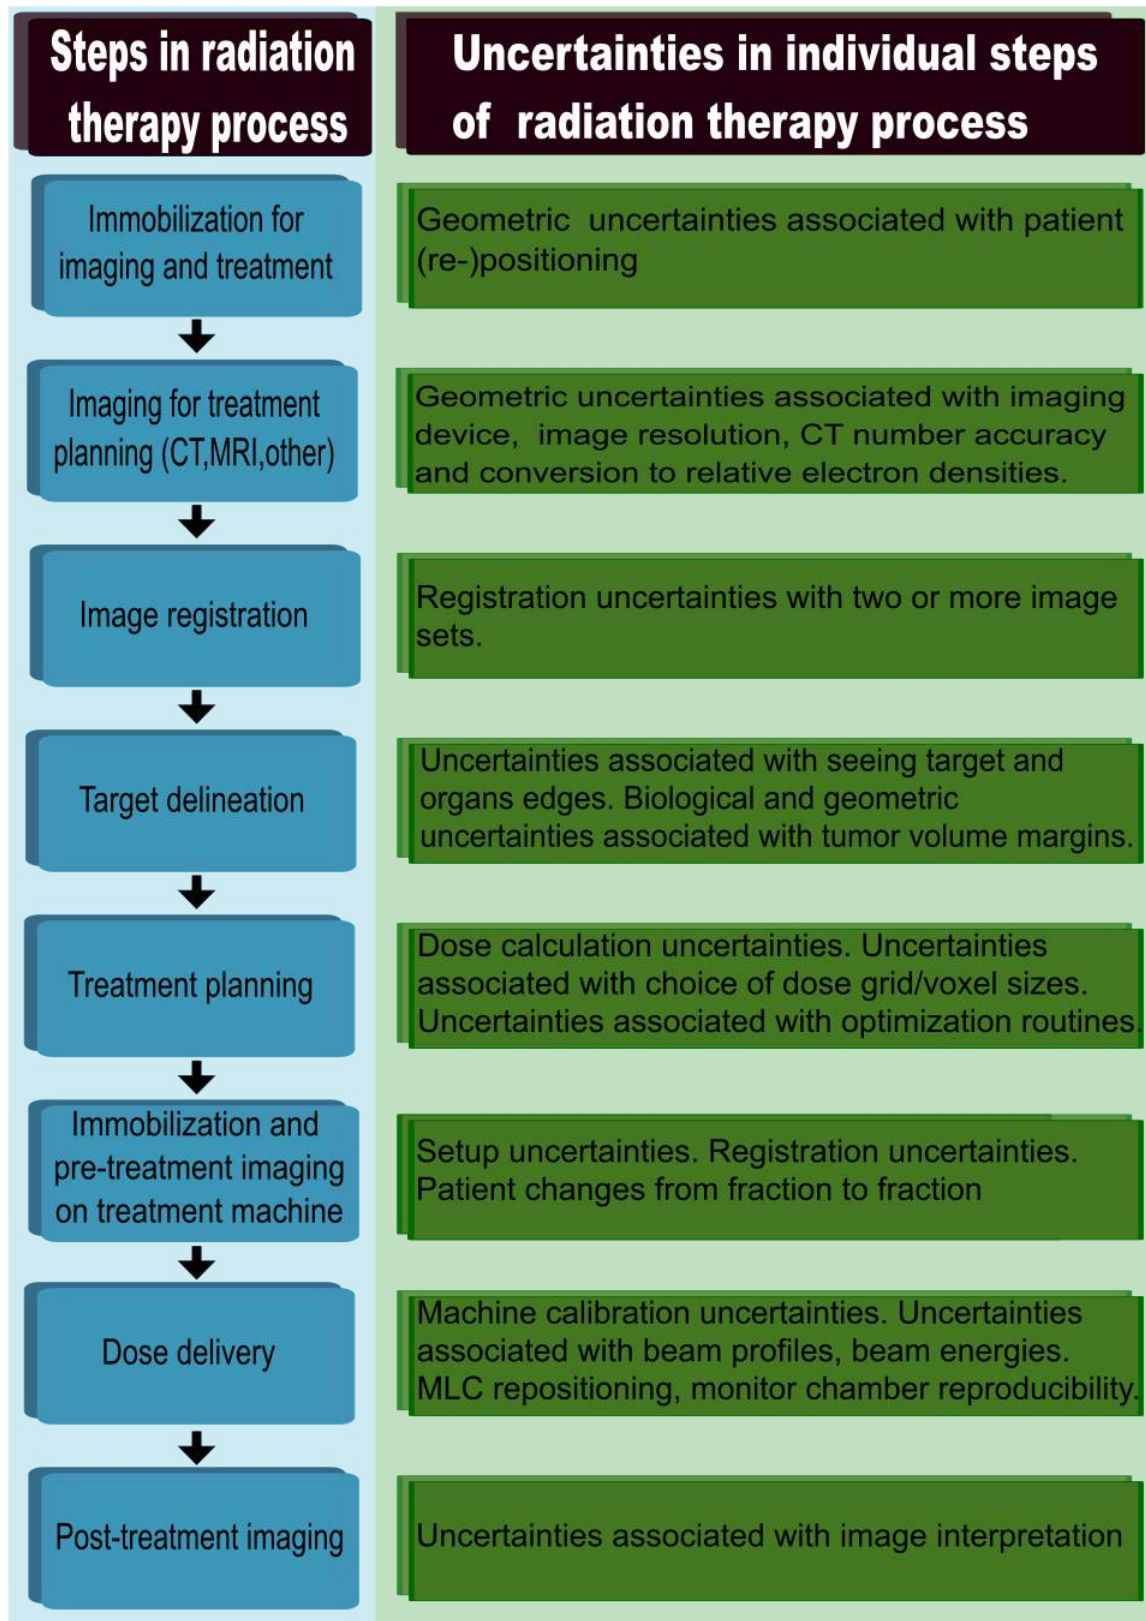 Steps in radiation
therapy process
Uncertainties in individual steps
of radiation therapy process
Immobilization for
imaging and treatment
Geometric uncertainties associated with patient
(re-)positioning
Imaging for treatment
planning (CT,MRI,other)
Geometric uncertainties associated with imaging
device, image resolution, CT number accuracy
and conversion to relative electron densities.
Image registration
Registration uncertainties with two or more image
sets.
Target delineation
Uncertainties associated with seeing target and
organs edges. Biological and geometric
uncertainties associated with tumor volume margins.
Treatment planning
Dose calculation uncertainties. Uncertainties
associated with choice of dose grid/voxel sizes.
Uncertainties associated with optimization routines.
Immobilization and
pre-treatment imaging
on treatment machine
Setup uncertainties. Registration uncertainties.
Patient changes from fraction to fraction
Dose delivery
Machine calibration uncertainties. Uncertainties
associated with beam profiles, beam energies.
MLC repositioning, monitor chamber reproducibility.
Post-treatment imaging
Uncertainties associated with image interpretation